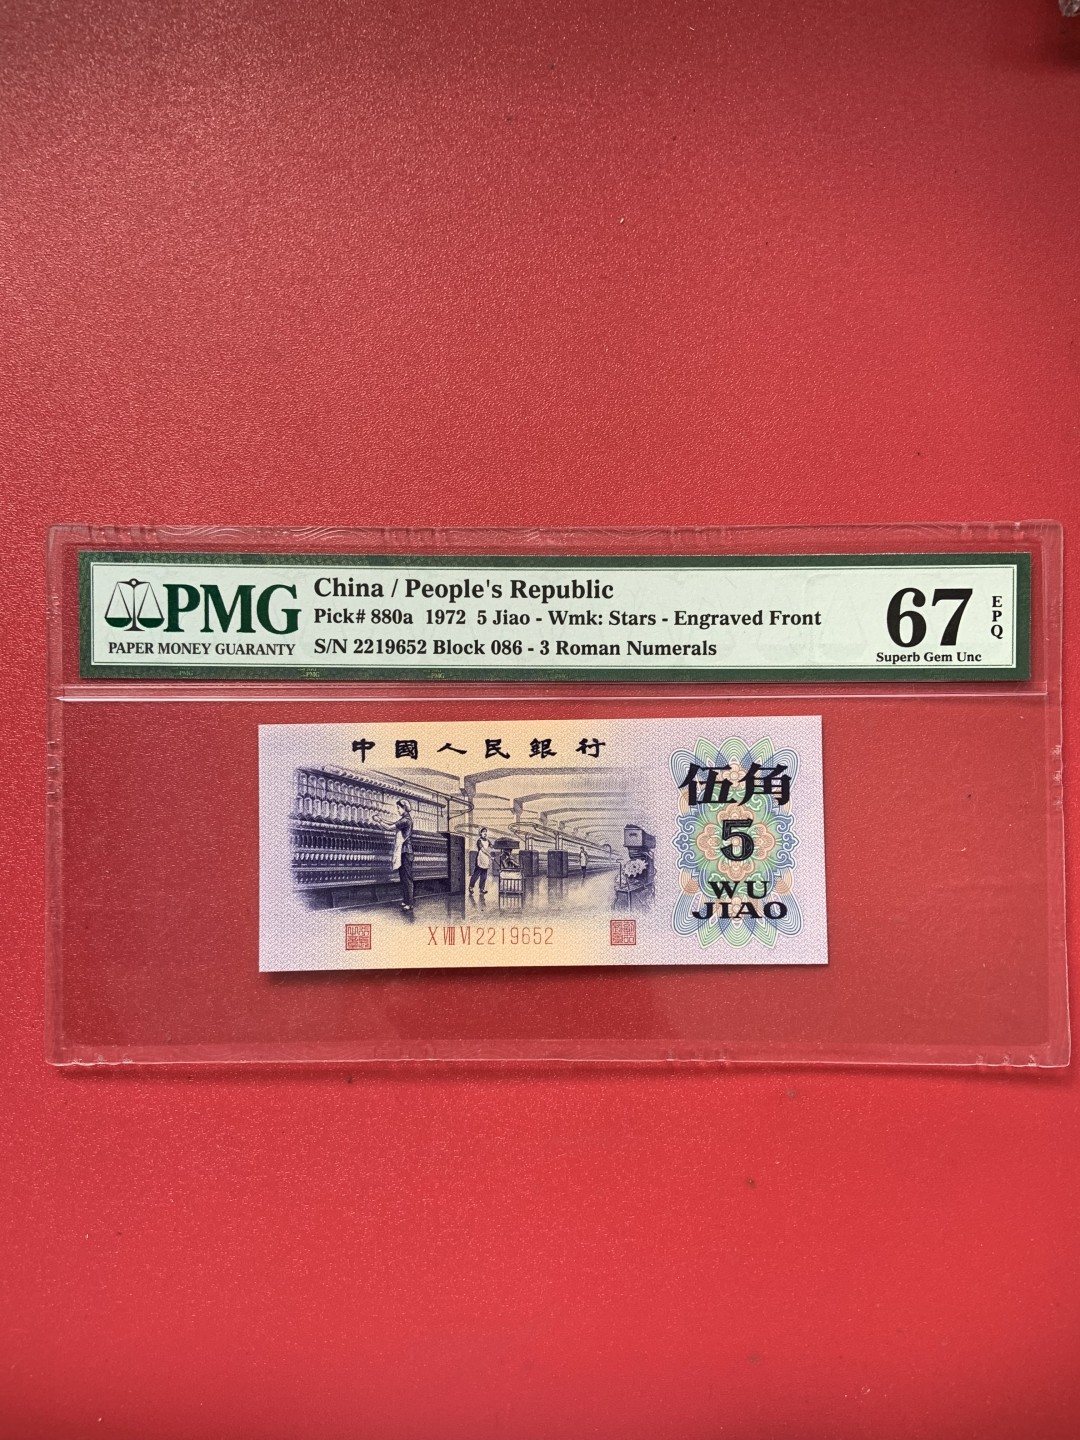 PMG
PAPER MONEY GUARANTY
China / People's Republic
Pick# 880a 1972 5 Jiao - Wmk: Stars - Engraved Front
S/N 2219652 Block 086 - 3 Roman Numerals
67
EPQ
Superb Gem Unc
中國人民銀行
伍角
5
WU
JIAO
X VIII VI 2219652